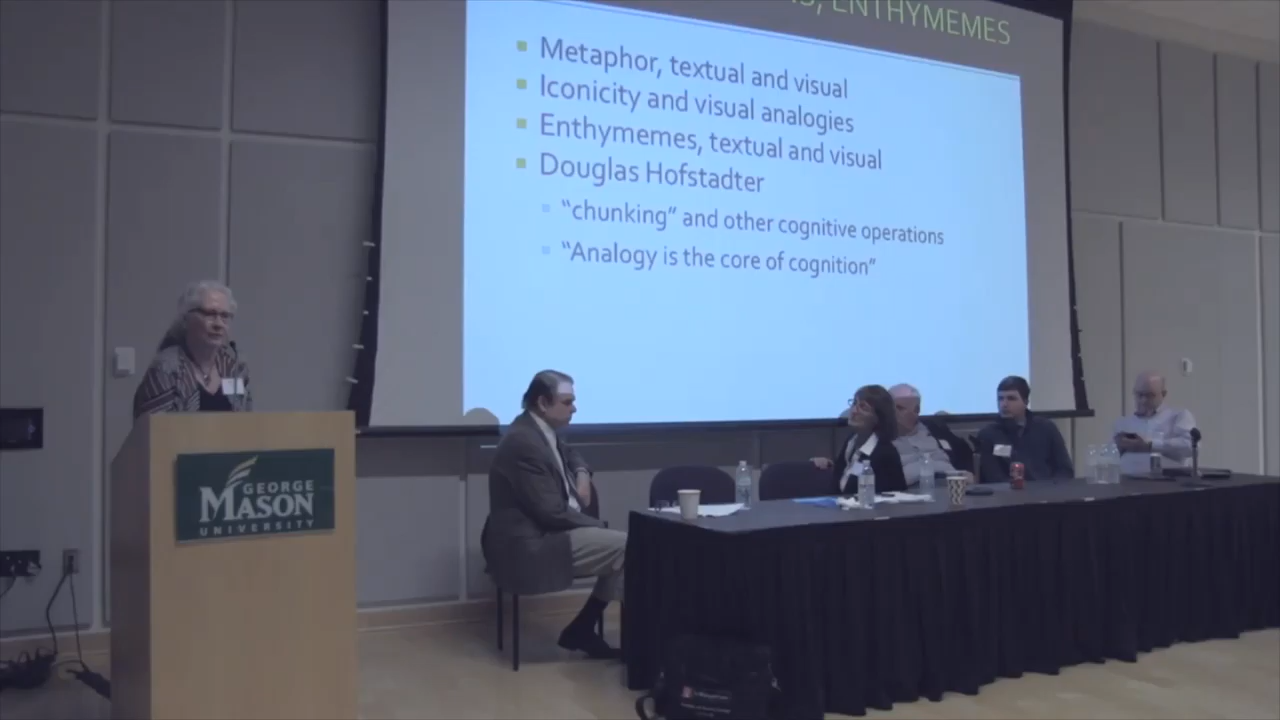 ENTHYMEMES
Metaphor, textual and visual
Iconicity and visual analogies
Enthymemes, textual and visual
Douglas Hofstadter
“chunking” and other cognitive operations
“Analogy is the core of cognition”
GEORGE
MASON
UNIVERSITY